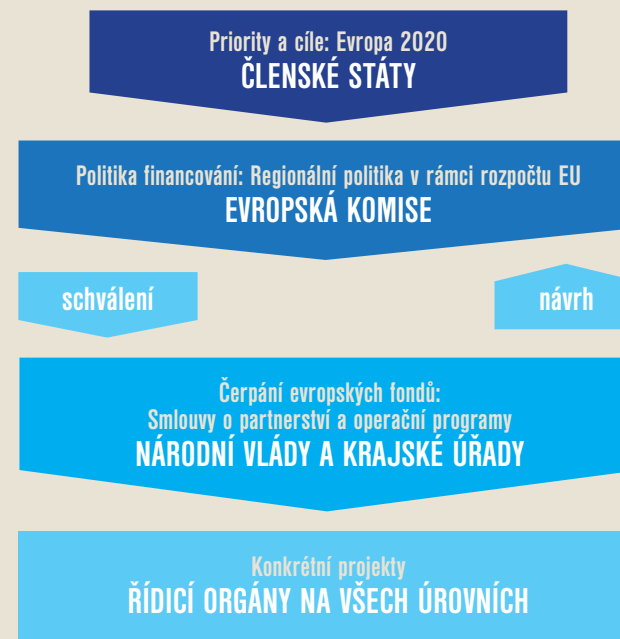 Priority a cíle: Evropa 2020
ČLENSKÉ STÁTY
Politika financování: Regionální politika v rámci rozpočtu EU
EVROPSKÁ KOMISE
schválení
návrh
Čerpání evropských fondů:
Smlouvy o partnerství a operační programy
NÁRODNÍ VLÁDY A KRAJSKÉ ÚŘADY
Konkrétní projekty
ŘÍDICÍ ORGÁNY NA VŠECH ÚROVNÍCH